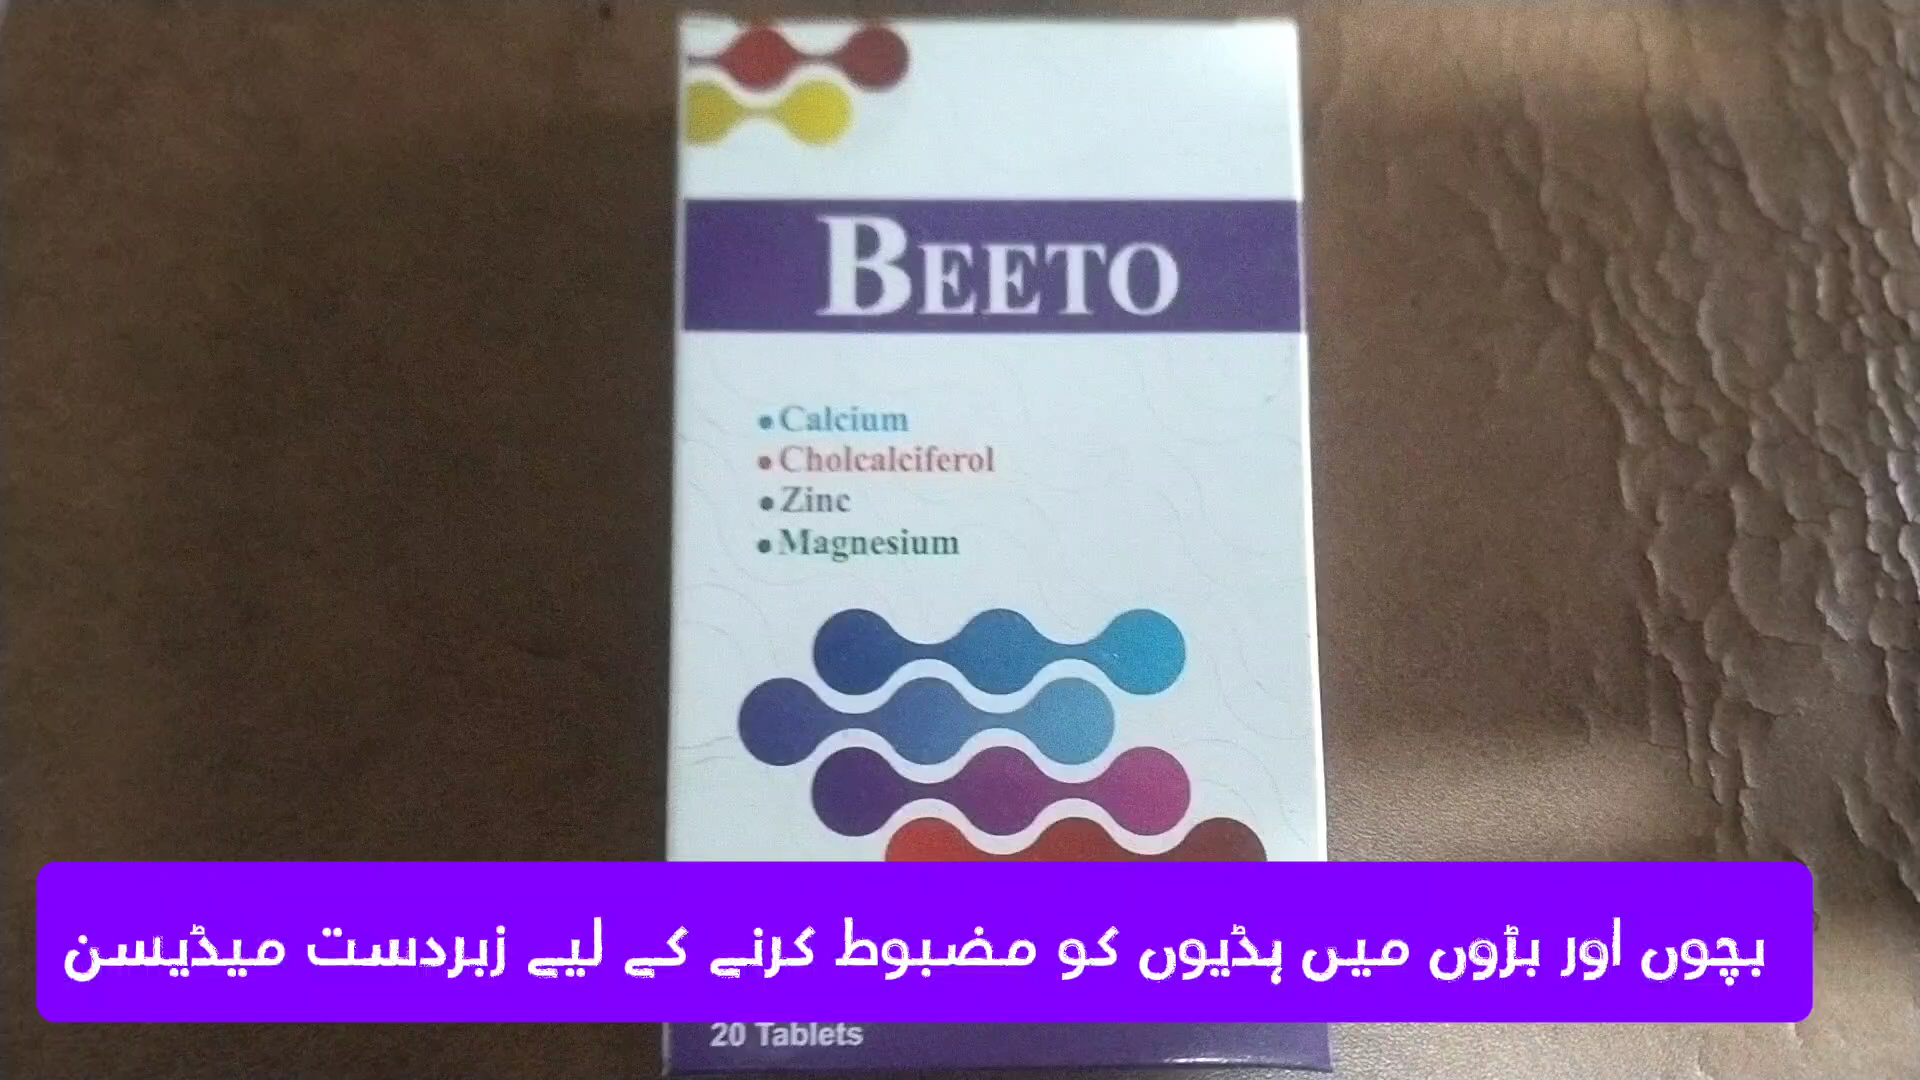 BEETO
• Calcium
• Cholcalciferol
• Zinc
• Magnesium
بچوں اور بڑوں میں ہڈیوں کو مضبوط کرنے کے لیے زبردست میڈیسن
20 Tablets